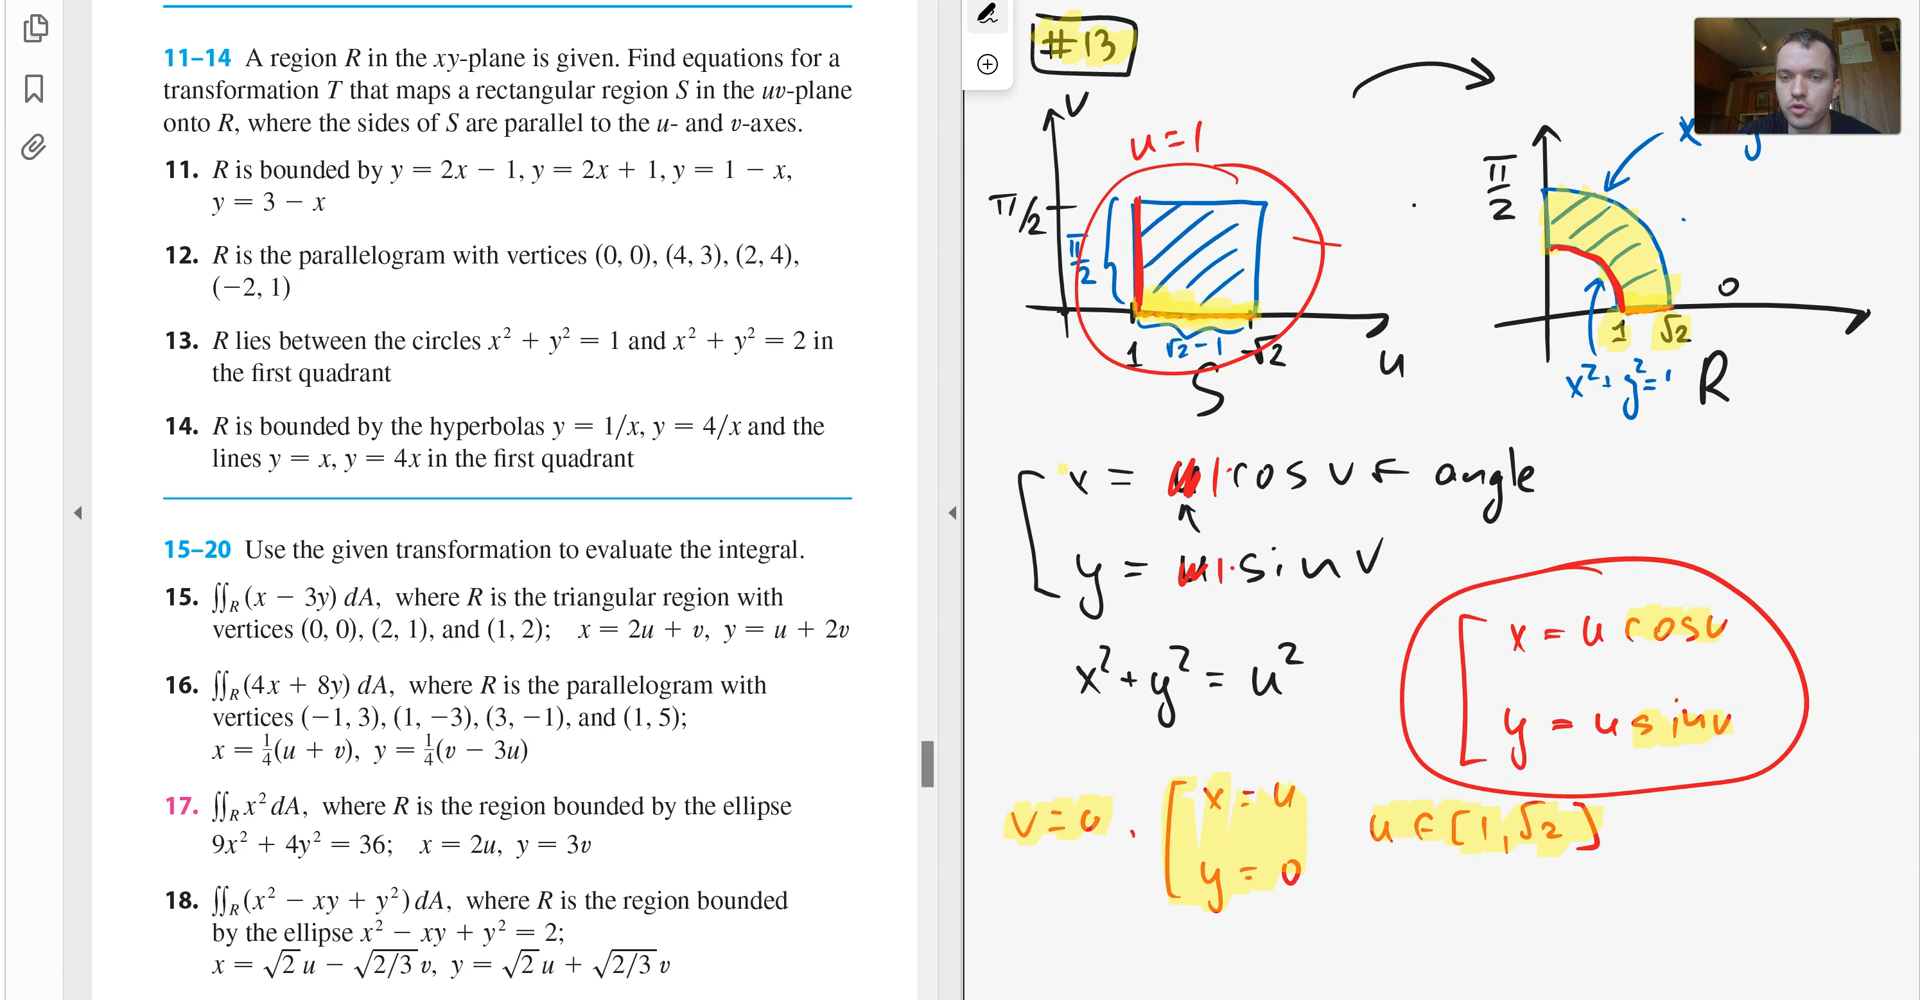 11–14 A region R in the xy-plane is given. Find equations for a
transformation T that maps a rectangular region S in the uv-plane
onto R, where the sides of S are parallel to the u- and v-axes.
11. R is bounded by y = 2x − 1, y = 2x + 1, y = 1 − x,
y = 3 − x
12. R is the parallelogram with vertices (0, 0), (4, 3), (2, 4),
(−2, 1)
13. R lies between the circles x² + y² = 1 and x² + y² = 2 in
the first quadrant
14. R is bounded by the hyperbolas y = 1/x, y = 4/x and the
lines y = x, y = 4x in the first quadrant
15–20 Use the given transformation to evaluate the integral.
15. ∬_R (x − 3y) dA, where R is the triangular region with
vertices (0, 0), (2, 1), and (1, 2); x = 2u + v, y = u + 2v
16. ∬_R (4x + 8y) dA, where R is the parallelogram with
vertices (−1, 3), (1, −3), (3, −1), and (1, 5);
x = ¼(u + v), y = ¼(v − 3u)
17. ∬_R x² dA, where R is the region bounded by the ellipse
9x² + 4y² = 36; x = 2u, y = 3v
18. ∬_R (x² − xy + y²) dA, where R is the region bounded
by the ellipse x² − xy + y² = 2;
x = √2 u − √(2/3) v, y = √2 u + √(2/3) v
#13
v
u=1
π/2
π/2
1
√2−1
√2
u
S
π/2
x
y
0
1
√2
x²+y²=1
R
x = 1·cos v ← angle
y = 1·sin v
x²+y² = u²
x = u cosv
y = u sinv
v=0
x = u
y = 0
u ∈ [1,√2]